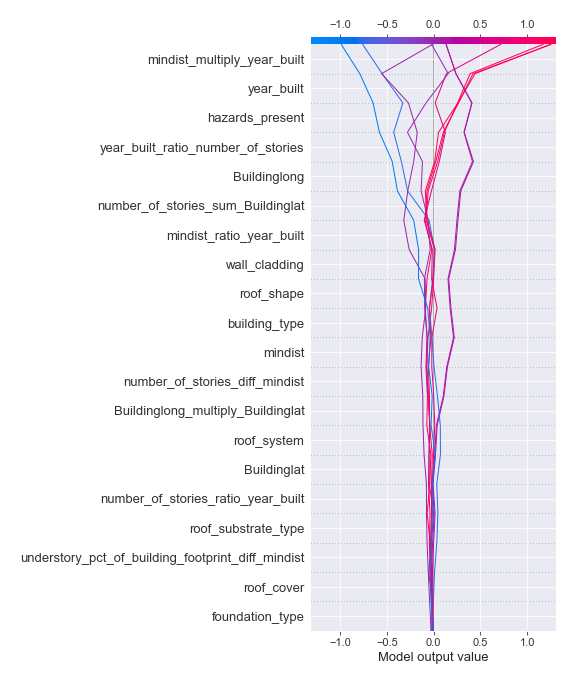 −1.0 −0.5 0.0 0.5 1.0
mindist_multiply_year_built
year_built
hazards_present
year_built_ratio_number_of_stories
Buildinglong
number_of_stories_sum_Buildinglat
mindist_ratio_year_built
wall_cladding
roof_shape
building_type
mindist
number_of_stories_diff_mindist
Buildinglong_multiply_Buildinglat
roof_system
Buildinglat
number_of_stories_ratio_year_built
roof_substrate_type
understory_pct_of_building_footprint_diff_mindist
roof_cover
foundation_type
−1.0 −0.5 0.0 0.5 1.0
Model output value